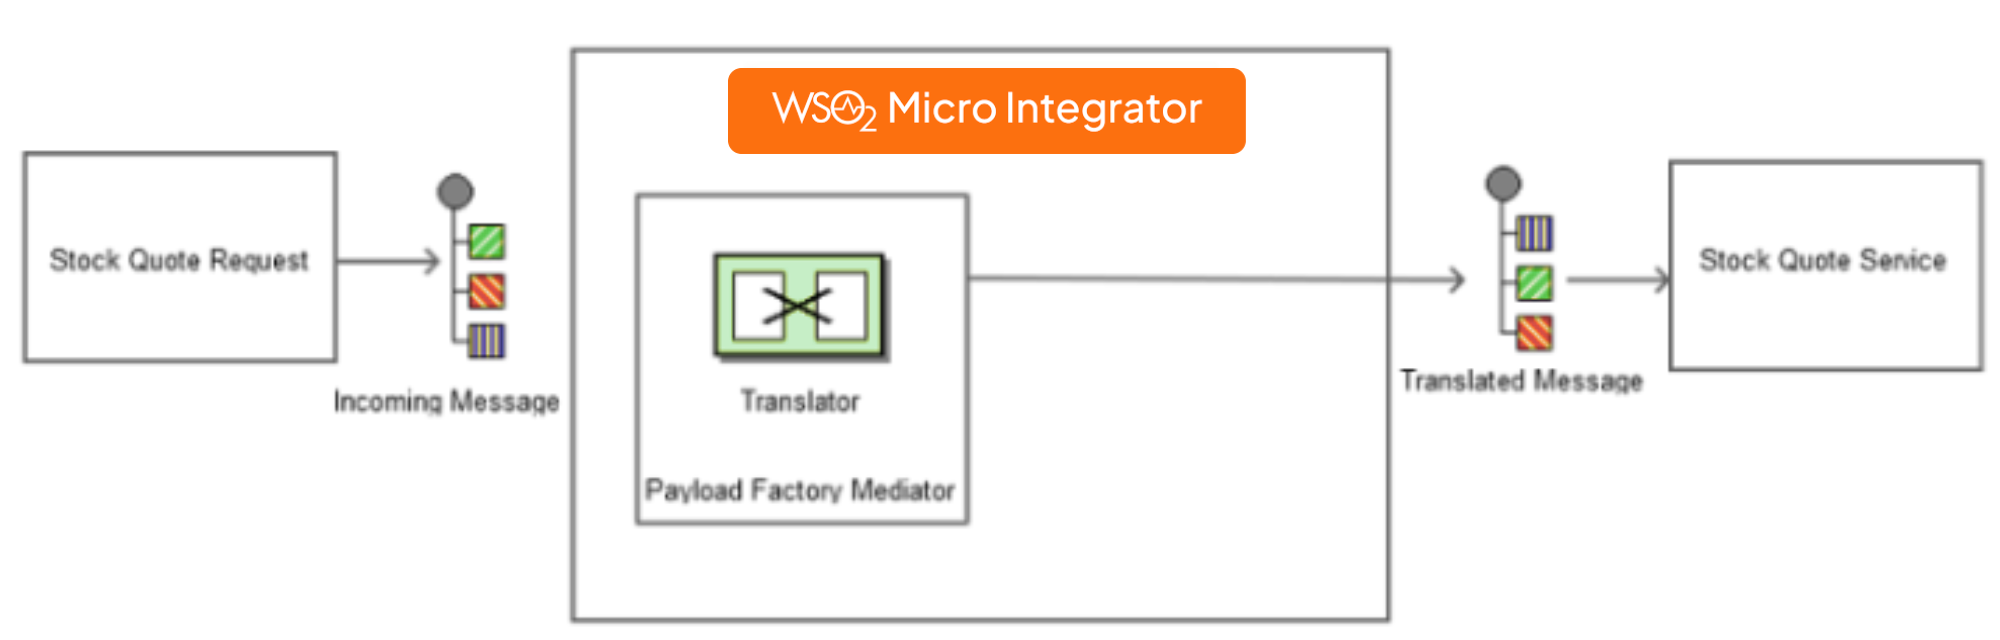 WSO2 Micro Integrator
Stock Quote Request
Incoming Message
Translator
Payload Factory Mediator
Translated Message
Stock Quote Service